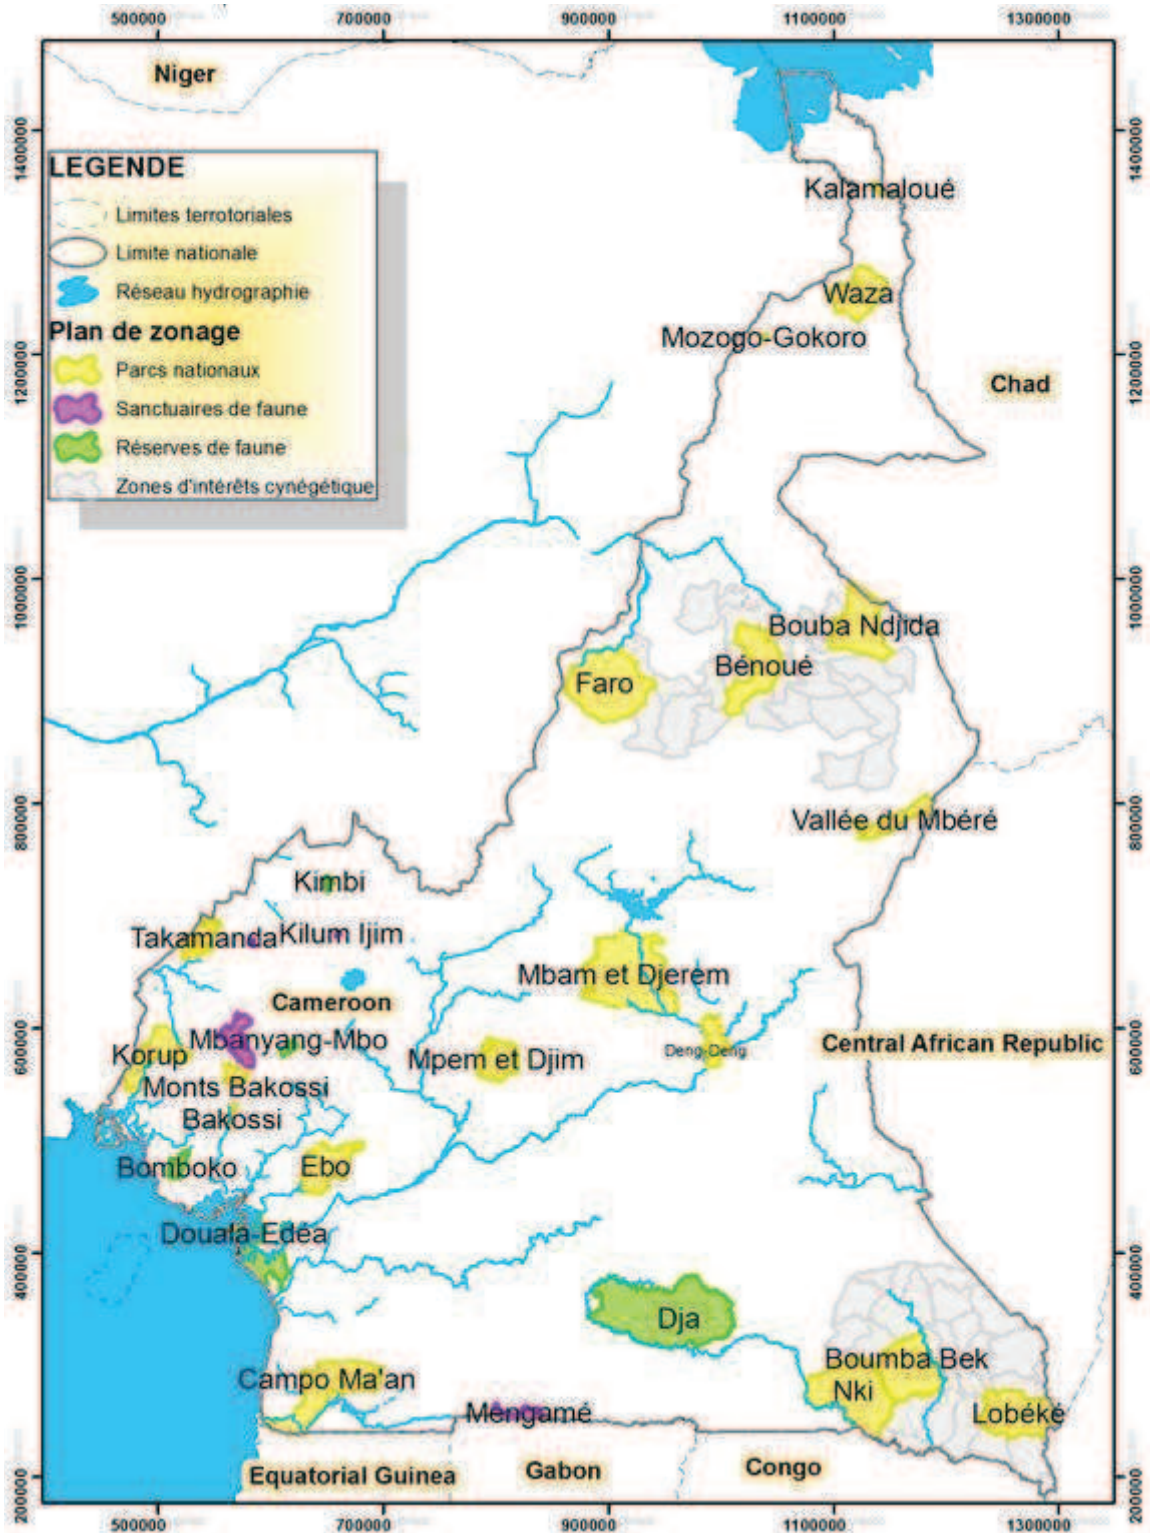 500000 700000 900000 1100000 1300000
Niger
1400000 1400000
LEGENDE
Limites terrotoriales
Limite nationale
Réseau hydrographie
Plan de zonage
Parcs nationaux
Sanctuaires de faune
Réserves de faune
Zones d'intérêts cynégétique
Kalamaloué
Waza
Mozogo-Gokoro
1200000 1200000
Chad
1000000 1000000
Bouba Ndjida
Bénoué
Faro
800000 800000
Vallée du Mbéré
Kimbi
Takamanda
Kilum Ijim
Mbam et Djerem
Cameroon
600000 600000
Mbanyang-Mbo
Korup
Mpem et Djim
Deng-Deng
Central African Republic
Monts Bakossi
Bakossi
Bomboko
Ebo
Douala-Edéa
400000 400000
Dja
Boumba Bek
Campo Ma'an
Nki
Mengamé
Lobéké
Equatorial Guinea
Gabon
Congo
200000 200000
500000 700000 900000 1100000 1300000